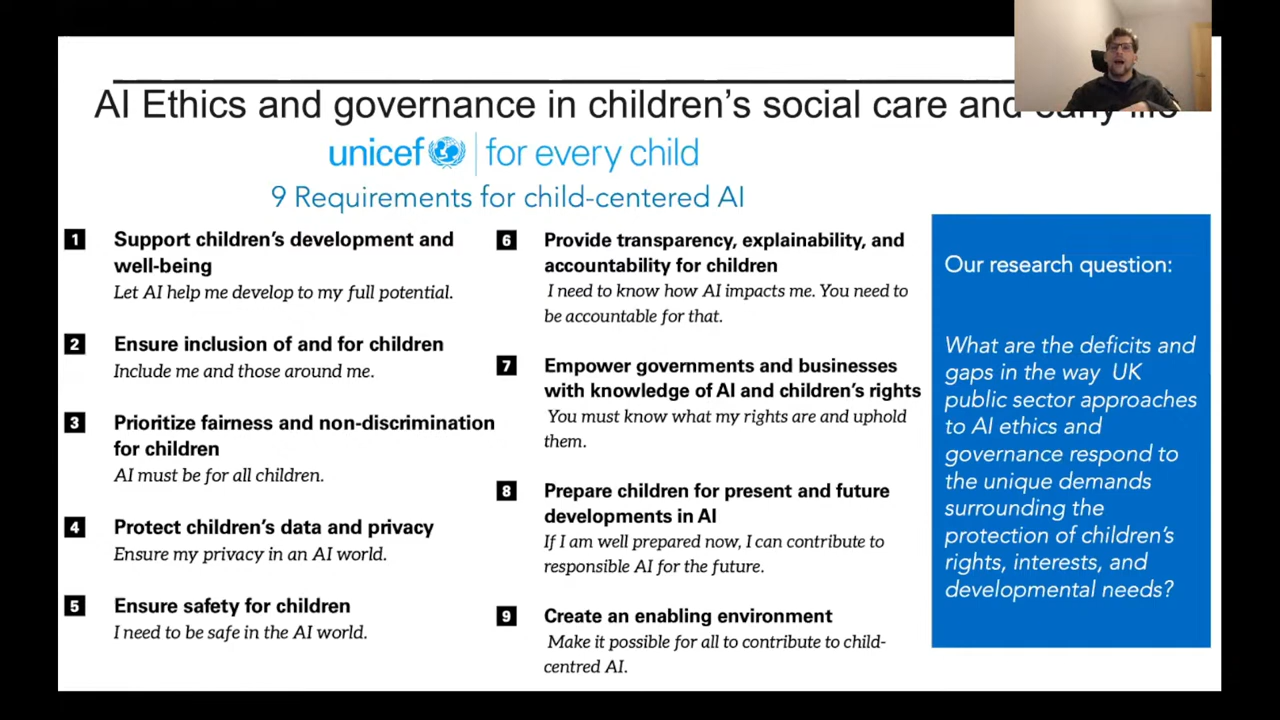 AI Ethics and governance in children's social care and early life
unicef for every child
9 Requirements for child-centered AI
1 Support children's development and
well-being
Let AI help me develop to my full potential.
2 Ensure inclusion of and for children
Include me and those around me.
3 Prioritize fairness and non-discrimination
for children
AI must be for all children.
4 Protect children's data and privacy
Ensure my privacy in an AI world.
5 Ensure safety for children
I need to be safe in the AI world.
6 Provide transparency, explainability, and
accountability for children
I need to know how AI impacts me. You need to
be accountable for that.
7 Empower governments and businesses
with knowledge of AI and children's rights
You must know what my rights are and uphold
them.
8 Prepare children for present and future
developments in AI
If I am well prepared now, I can contribute to
responsible AI for the future.
9 Create an enabling environment
Make it possible for all to contribute to child-
centred AI.
Our research question:
What are the deficits and
gaps in the way UK
public sector approaches
to AI ethics and
governance respond to
the unique demands
surrounding the
protection of children's
rights, interests, and
developmental needs?